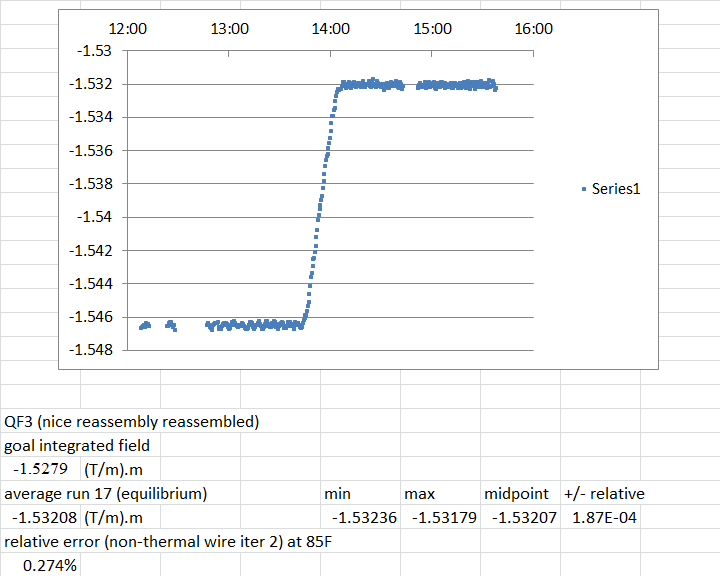 12:00 13:00 14:00 15:00 16:00
-1.53
-1.532
-1.534
-1.536
-1.538
-1.54
-1.542
-1.544
-1.546
-1.548
Series1
QF3 (nice reassembly reassembled)
goal integrated field
-1.5279 (T/m).m
average run 17 (equilibrium) min max midpoint +/- relative
-1.53208 (T/m).m -1.53236 -1.53179 -1.53207 1.87E-04
relative error (non-thermal wire iter 2) at 85F
0.274%